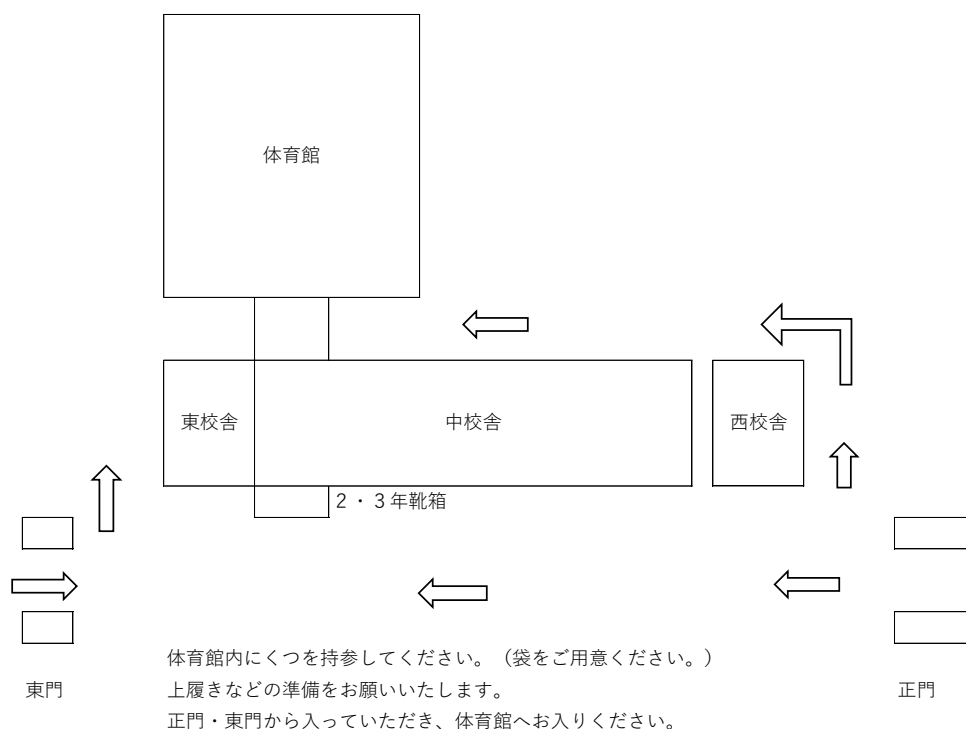 体育館
東校舎
中校舎
西校舎
２・３年靴箱
体育館内にくつを持参してください。（袋をご用意ください。）
東門
上履きなどの準備をお願いいたします。
正門
正門・東門から入っていただき、体育館へお入りください。